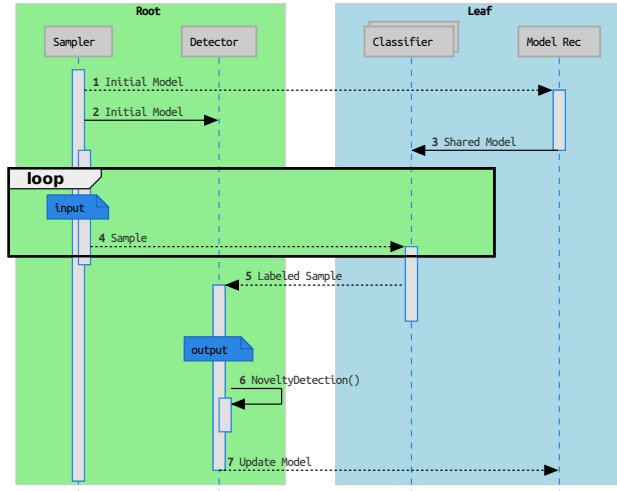 Root
Leaf
Sampler
Detector
Classifier
Model Rec
1 Initial Model
2 Initial Model
3 Shared Model
loop
input
4 Sample
5 Labeled Sample
output
6 NoveltyDetection()
7 Update Model